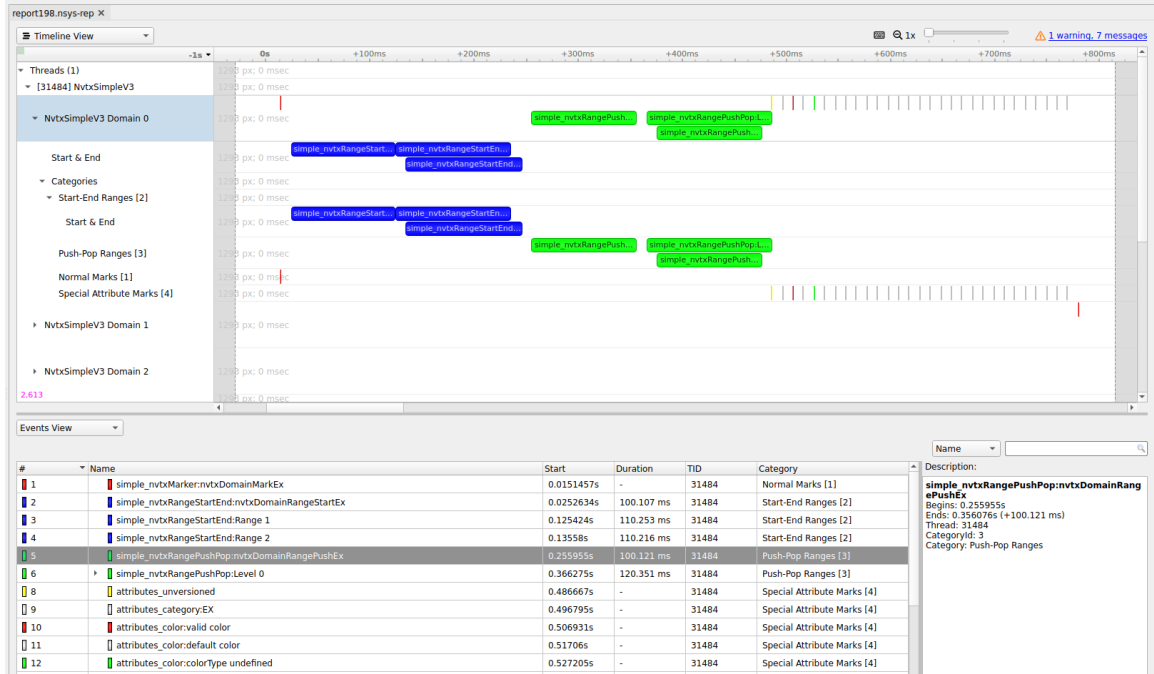 report198.nsys-rep ×
Timeline View
1x
1 warning, 7 messages
-1s 0s +100ms +200ms +300ms +400ms +500ms +600ms +700ms +800ms
Threads (1)
[31484] NvtxSimpleV3
NvtxSimpleV3 Domain 0
simple_nvtxRangePush... simple_nvtxRangePushPop:L...
simple_nvtxRangePush...
Start & End
simple_nvtxRangeStart... simple_nvtxRangeStartEn...
simple_nvtxRangeStartEnd...
Categories
Start-End Ranges [2]
Start & End
simple_nvtxRangeStart... simple_nvtxRangeStartEn...
simple_nvtxRangeStartEnd...
Push-Pop Ranges [3]
simple_nvtxRangePush... simple_nvtxRangePushPop:L...
simple_nvtxRangePush...
Normal Marks [1]
Special Attribute Marks [4]
NvtxSimpleV3 Domain 1
NvtxSimpleV3 Domain 2
2,613
Events View
Name
# Name Start Duration TID Category
1 simple_nvtxMarker:nvtxDomainMarkEx 0.0151457s - 31484 Normal Marks [1]
2 simple_nvtxRangeStartEnd:nvtxDomainRangeStartEx 0.0252634s 100.107 ms 31484 Start-End Ranges [2]
3 simple_nvtxRangeStartEnd:Range 1 0.125424s 110.253 ms 31484 Start-End Ranges [2]
4 simple_nvtxRangeStartEnd:Range 2 0.13558s 110.216 ms 31484 Start-End Ranges [2]
5 simple_nvtxRangePushPop:nvtxDomainRangePushEx 0.255955s 100.121 ms 31484 Push-Pop Ranges [3]
6 simple_nvtxRangePushPop:Level 0 0.366275s 120.351 ms 31484 Push-Pop Ranges [3]
8 attributes_unversioned 0.486667s - 31484 Special Attribute Marks [4]
9 attributes_category:EX 0.496795s - 31484 Special Attribute Marks [4]
10 attributes_color:valid color 0.506931s - 31484 Special Attribute Marks [4]
11 attributes_color:default color 0.51706s - 31484 Special Attribute Marks [4]
12 attributes_color:colorType undefined 0.527205s - 31484 Special Attribute Marks [4]
Description:
simple_nvtxRangePushPop:nvtxDomainRang
ePushEx
Begins: 0.255955s
Ends: 0.356076s (+100.121 ms)
Thread: 31484
CategoryId: 3
Category: Push-Pop Ranges